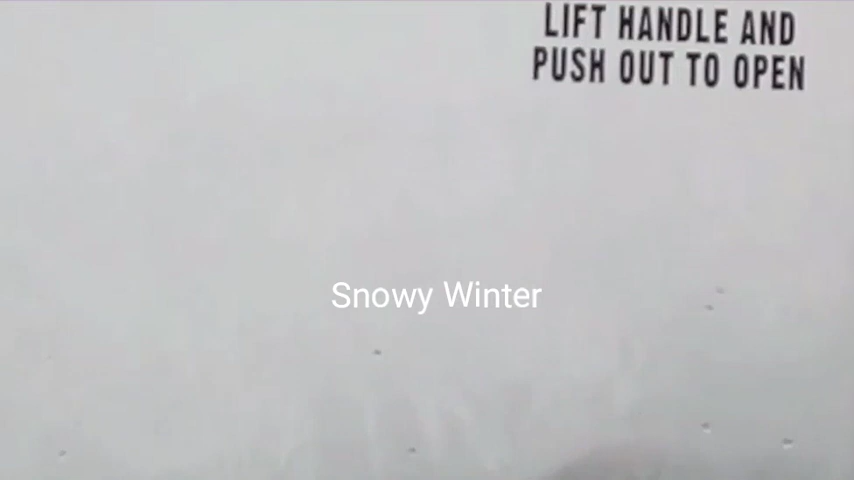 LIFT HANDLE AND
PUSH OUT TO OPEN
Snowy Winter